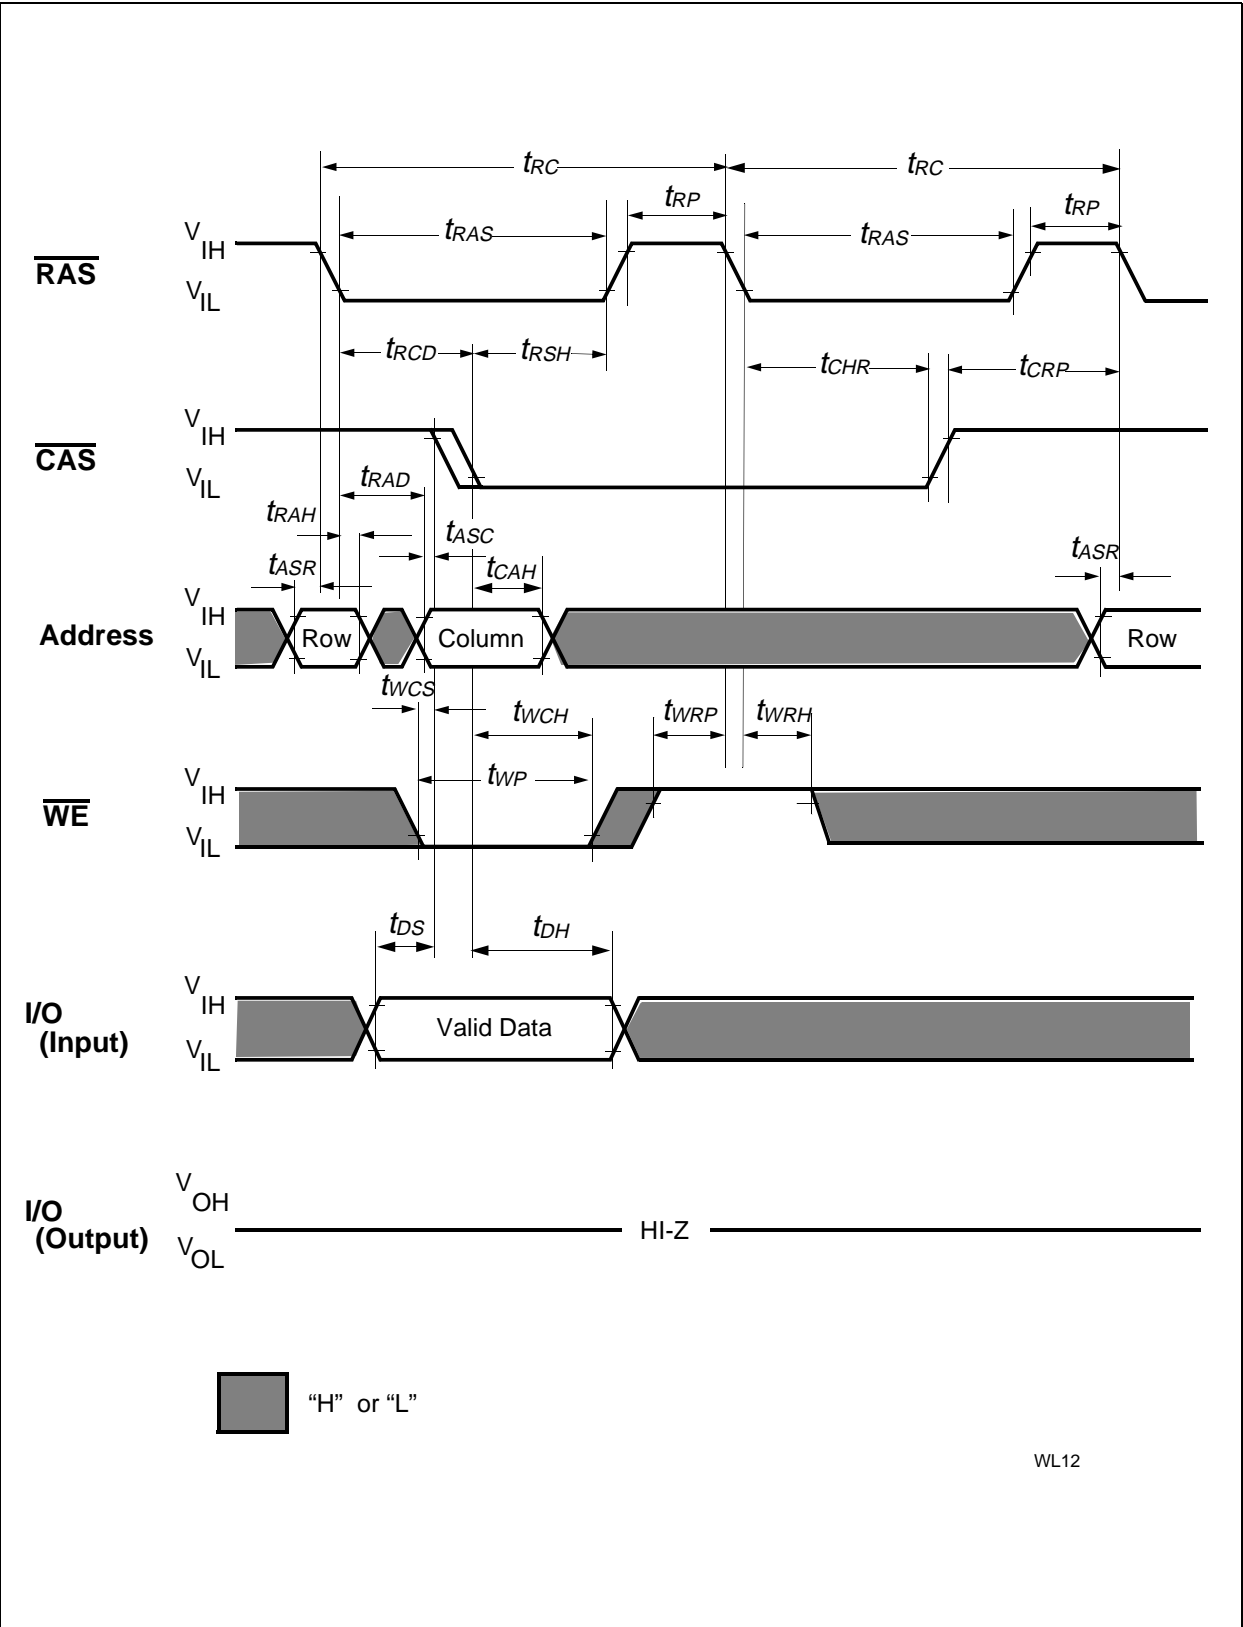 tRC tRC
tRP tRP
tRAS tRAS
RAS VIH
VIL
tRCD tRSH tCHR tCRP
CAS VIH
VIL
tRAD
tRAH tASC
tASR tCAH tASR
Address VIH
VIL
Row Column Row
tWCS
tWCH tWRP tWRH
tWP
WE VIH
VIL
tDS tDH
I/O
(Input)
VIH
VIL
Valid Data
I/O
(Output)
VOH
VOL
HI-Z
“H” or “L”
WL12